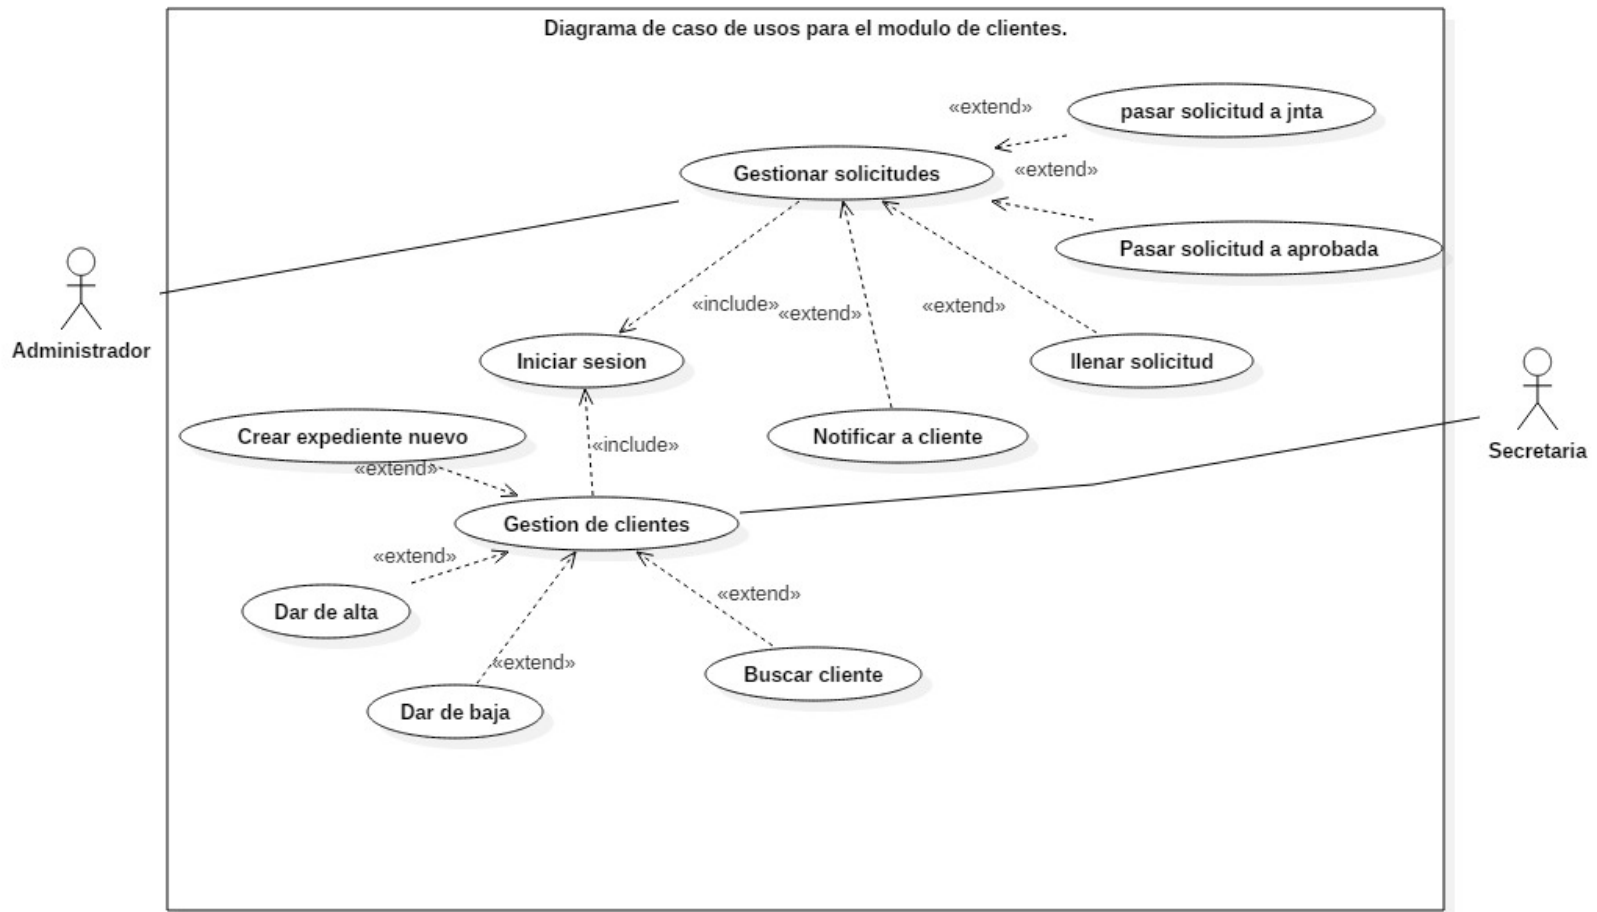 Diagrama de caso de usos para el modulo de clientes.
«extend»
pasar solicitud a jnta
Gestionar solicitudes
«extend»
Pasar solicitud a aprobada
«include»
«extend»
«extend»
Administrador
Iniciar sesion
llenar solicitud
Crear expediente nuevo
«include»
Notificar a cliente
Secretaria
«extend»
Gestion de clientes
«extend»
«extend»
Dar de alta
«extend»
Buscar cliente
Dar de baja